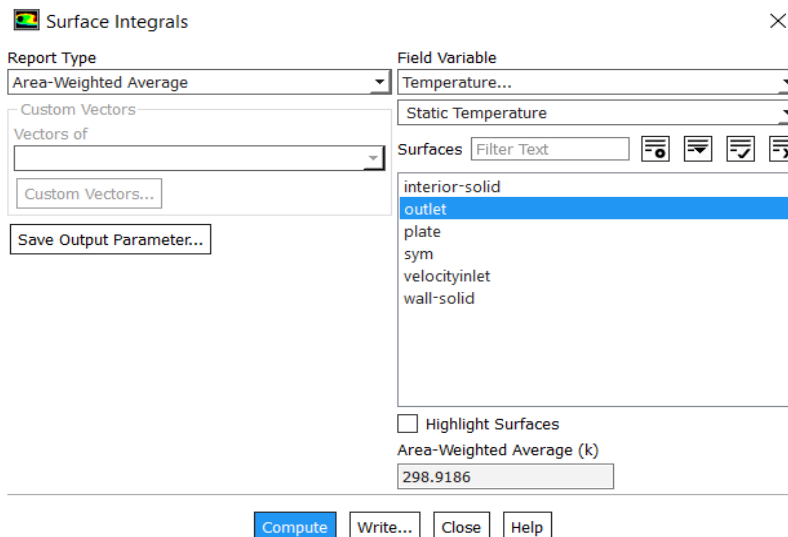 Surface Integrals
Report Type
Area-Weighted Average
Custom Vectors
Vectors of
Custom Vectors...
Save Output Parameter...
Field Variable
Temperature...
Static Temperature
Surfaces Filter Text
interior-solid
outlet
plate
sym
velocityinlet
wall-solid
Highlight Surfaces
Area-Weighted Average (k)
298.9186
Compute Write... Close Help